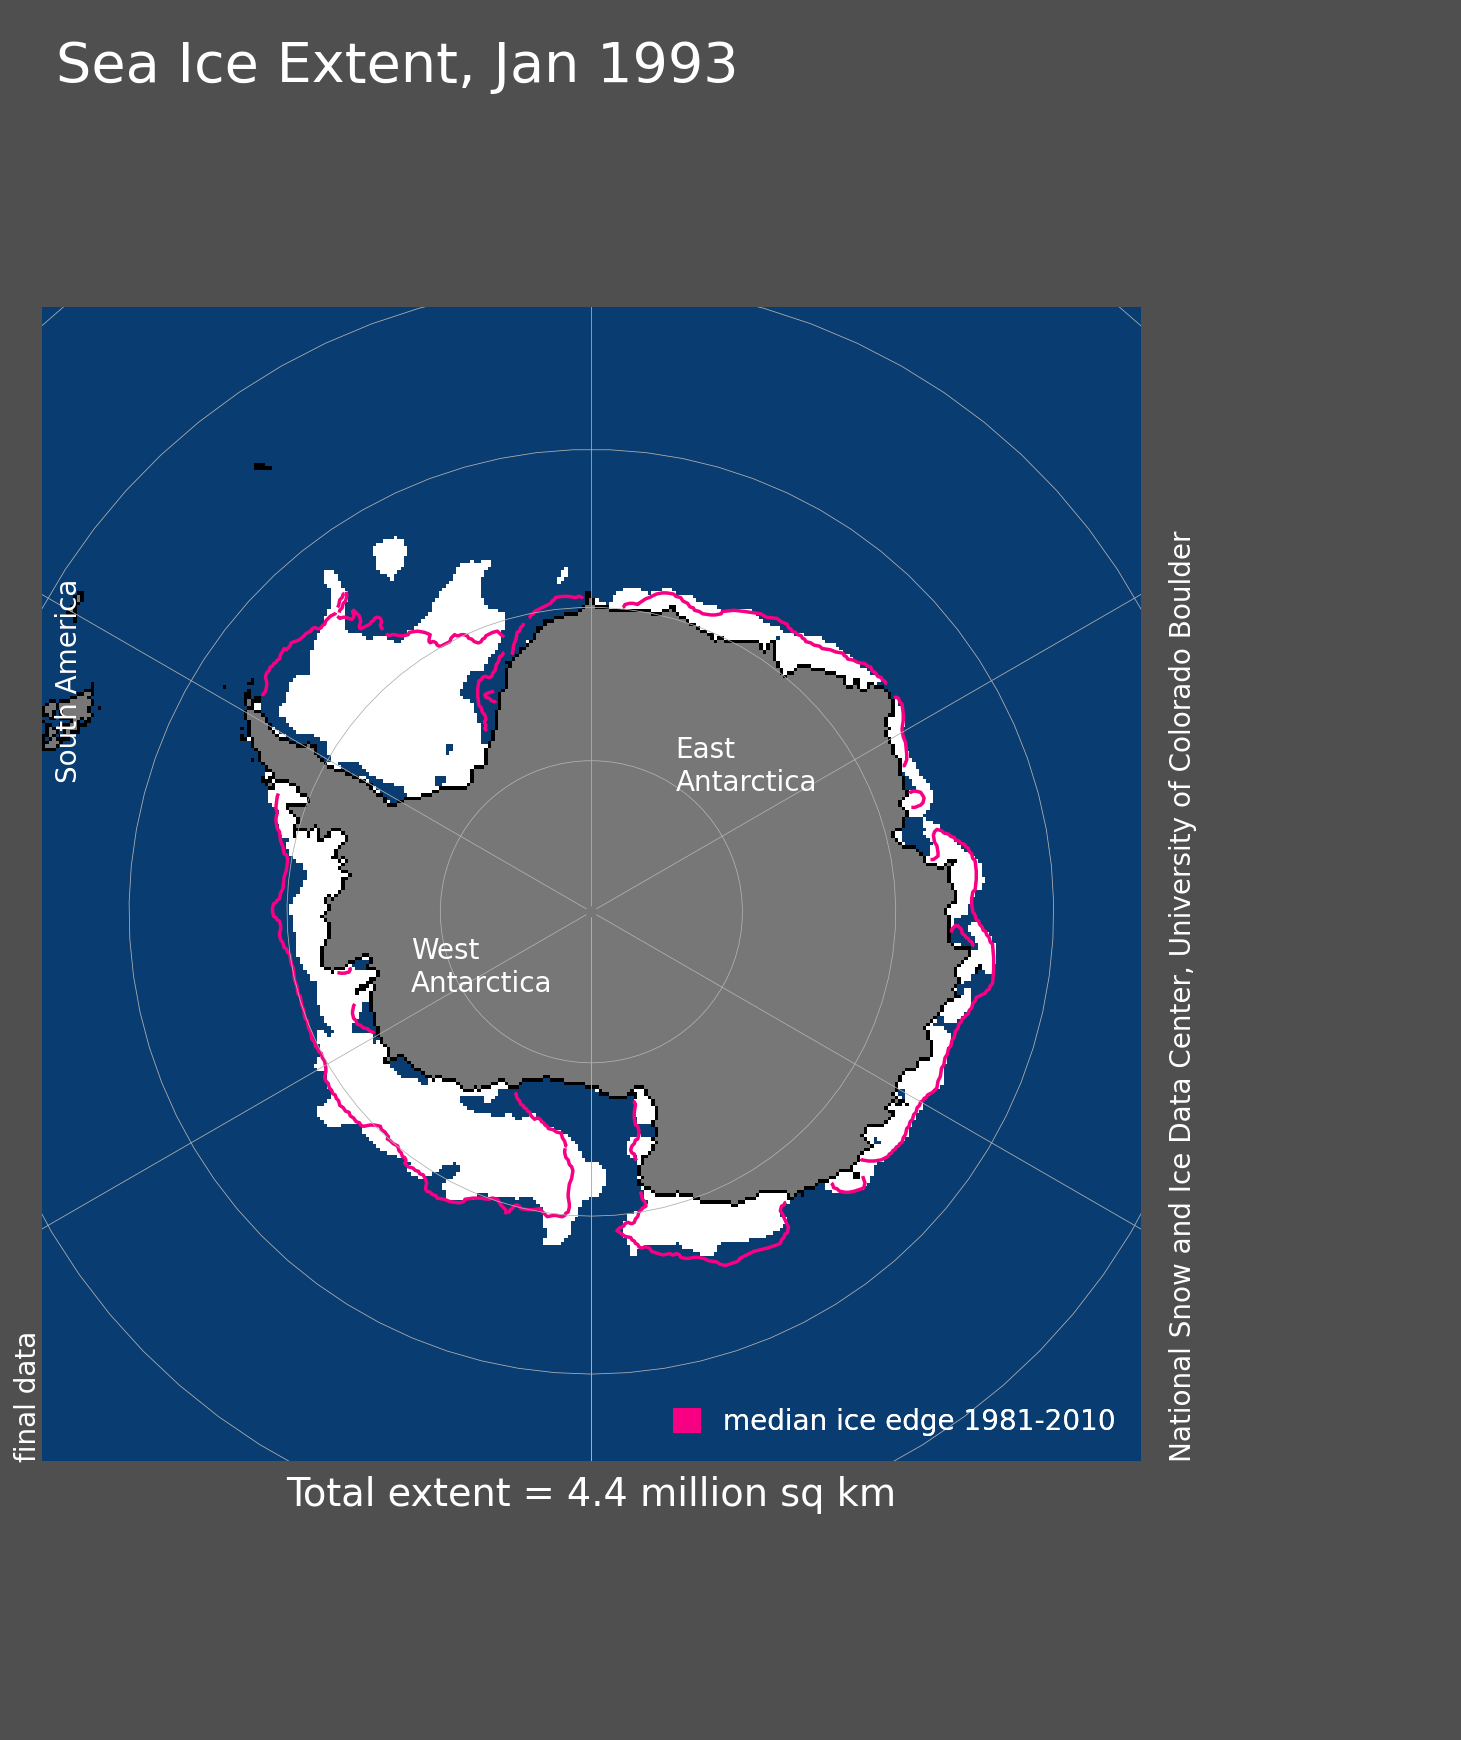 Sea Ice Extent, Jan 1993
South America
East
Antarctica
West
Antarctica
median ice edge 1981-2010
final data
National Snow and Ice Data Center, University of Colorado Boulder
Total extent = 4.4 million sq km